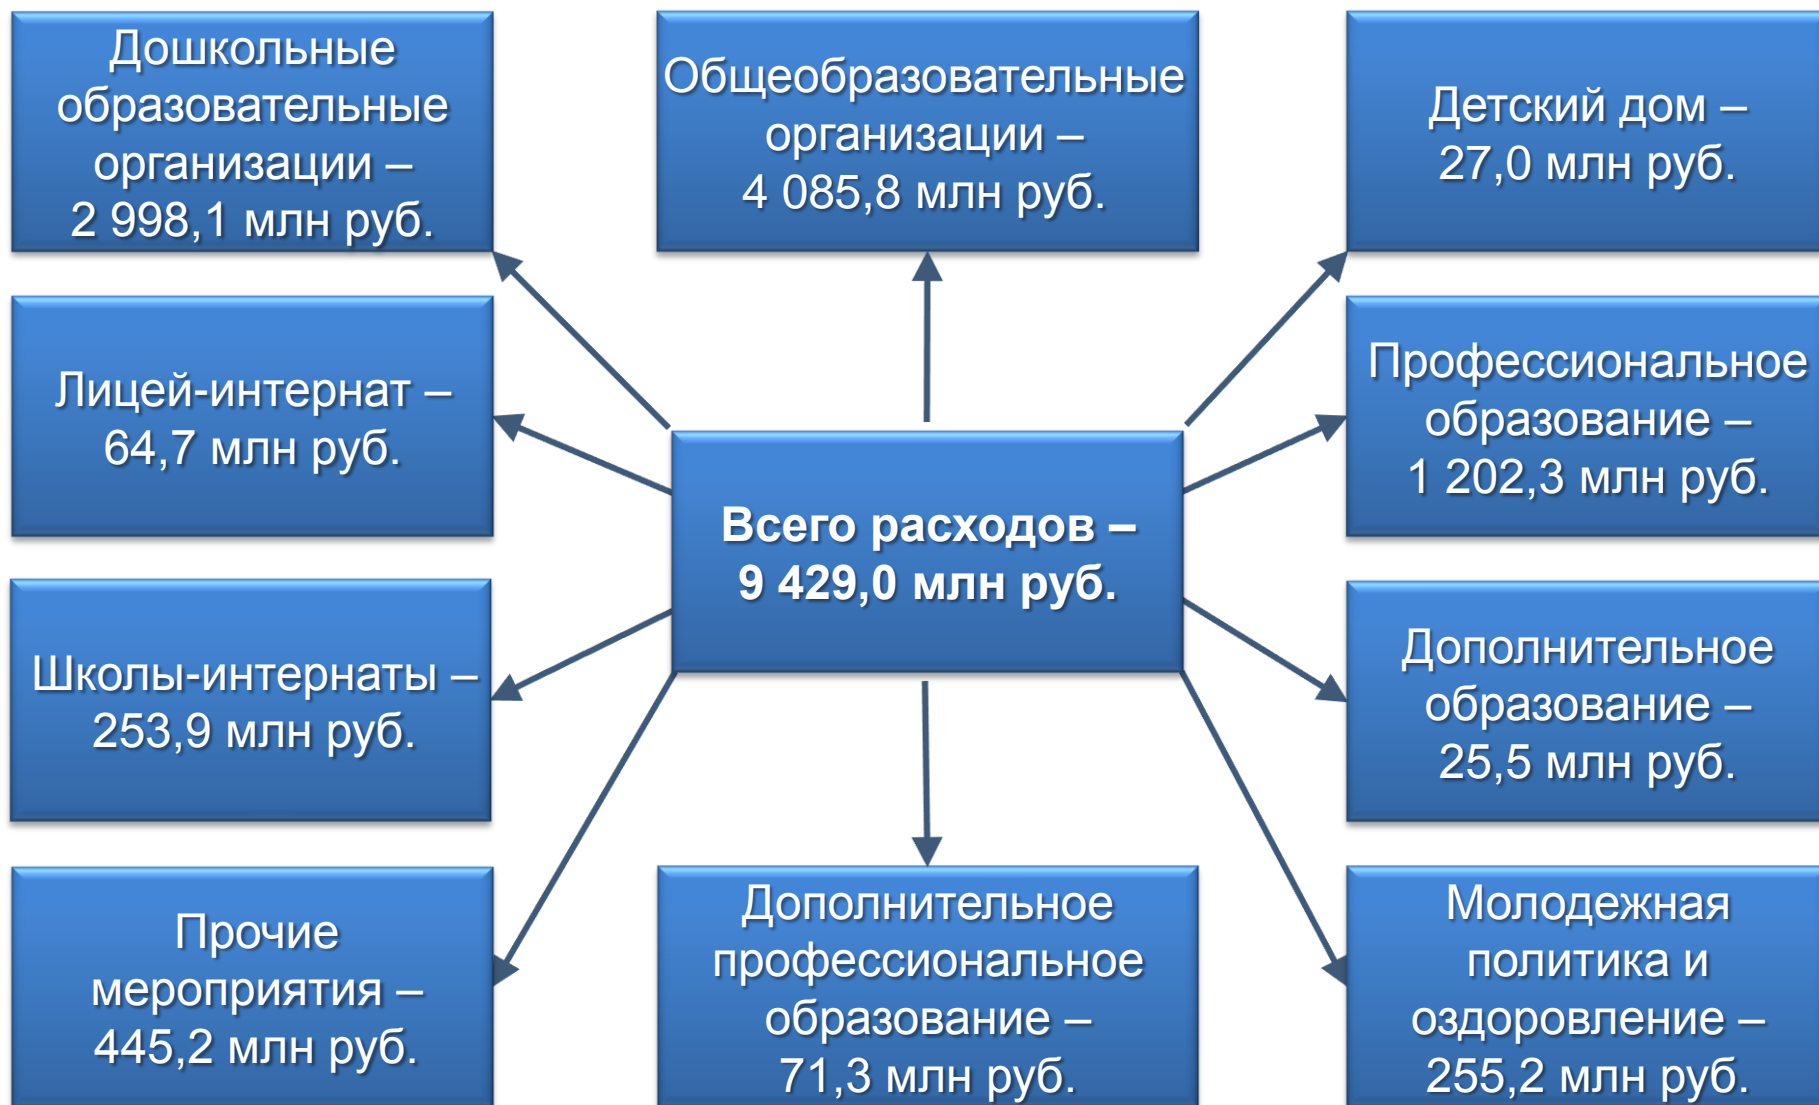 Дошкольные
образовательные
организации –
2 998,1 млн руб.
Общеобразовательные
организации –
4 085,8 млн руб.
Детский дом –
27,0 млн руб.
Лицей-интернат –
64,7 млн руб.
Профессиональное
образование –
1 202,3 млн руб.
Всего расходов –
9 429,0 млн руб.
Школы-интернаты –
253,9 млн руб.
Дополнительное
образование –
25,5 млн руб.
Прочие
мероприятия –
445,2 млн руб.
Дополнительное
профессиональное
образование –
71,3 млн руб.
Молодежная
политика и
оздоровление –
255,2 млн руб.